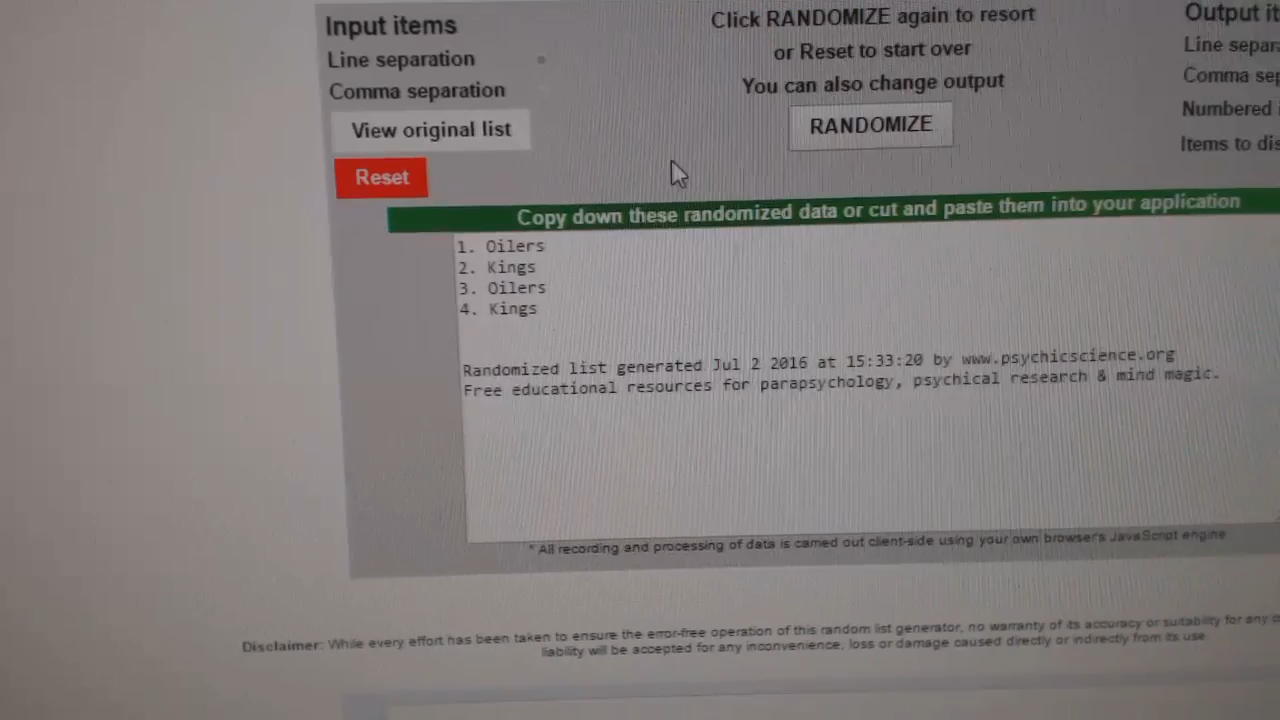 Input items
Line separation
Comma separation
View original list
Reset
Click RANDOMIZE again to resort
or Reset to start over
You can also change output
RANDOMIZE
Output
Line
Comma
Numbered
Items to
Copy down these randomized data or cut and paste them into your application
1. Oilers
2. Kings
3. Oilers
4. Kings
Randomized list generated Jul 2 2016 at 15:33:20 by www.psychicscience.org
Free educational resources for parapsychology, psychical research & mind magic.
* All recording and processing of data is carried out client-side using your own browser's JavaScript engine
Disclaimer: While every effort has been taken to ensure the error-free operation of this random list generator, no warranty of its accuracy or suitability for any
liability will be accepted for any inconvenience, loss or damage caused directly or indirectly from its use